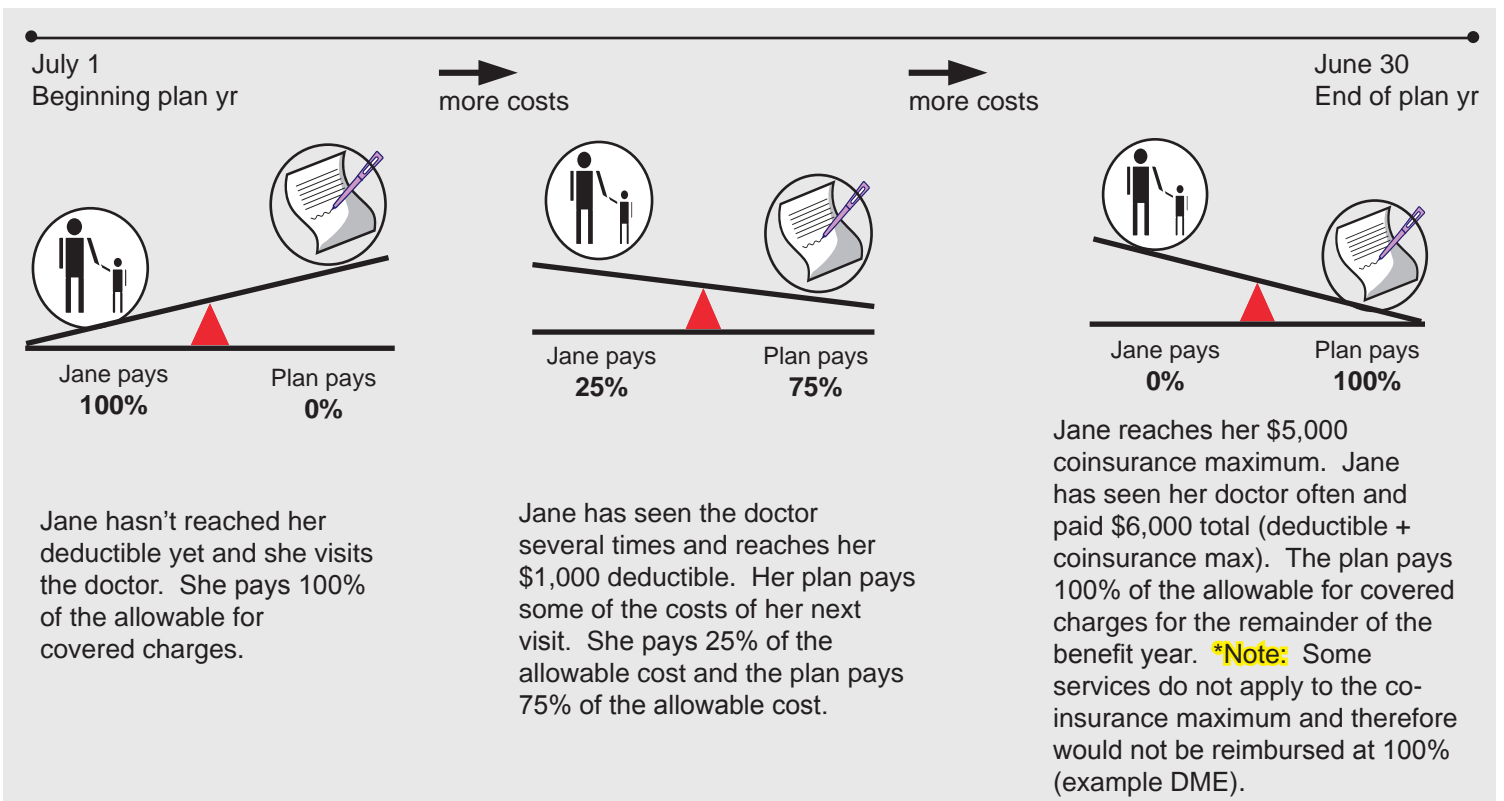 July 1
Beginning plan yr
more costs
more costs
June 30
End of plan yr
Jane pays
100%
Plan pays
0%
Jane pays
25%
Plan pays
75%
Jane pays
0%
Plan pays
100%
Jane hasn't reached her
deductible yet and she visits
the doctor.  She pays 100%
of the allowable for
covered charges.
Jane has seen the doctor
several times and reaches her
$1,000 deductible.  Her plan pays
some of the costs of her next
visit.  She pays 25% of the
allowable cost and the plan pays
75% of the allowable cost.
Jane reaches her $5,000
coinsurance maximum.  Jane
has seen her doctor often and
paid $6,000 total (deductible +
coinsurance max).  The plan pays
100% of the allowable for covered
charges for the remainder of the
benefit year.  *Note:  Some
services do not apply to the co-
insurance maximum and therefore
would not be reimbursed at 100%
(example DME).